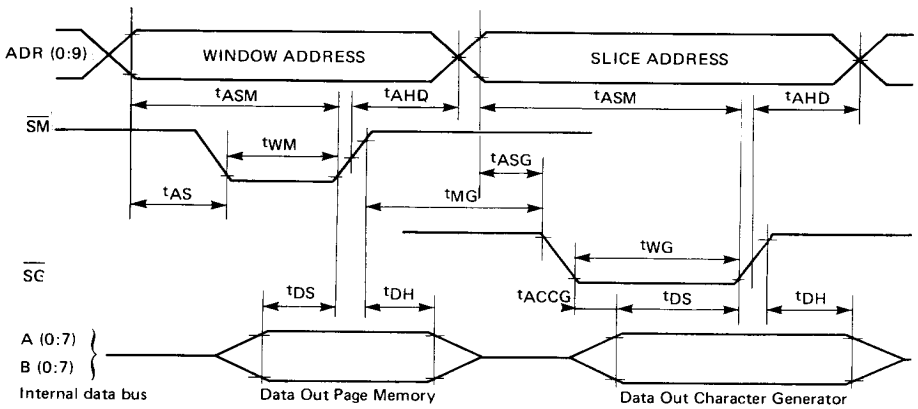 ADR (0:9) WINDOW ADDRESS SLICE ADDRESS
tASM tAHD tASM tAHD
SM
tWM
tASG
tAS tMG
tWG
SG
tDS tDH tACCG tDS tDH
A (0:7)
B (0:7)
Internal data bus Data Out Page Memory Data Out Character Generator